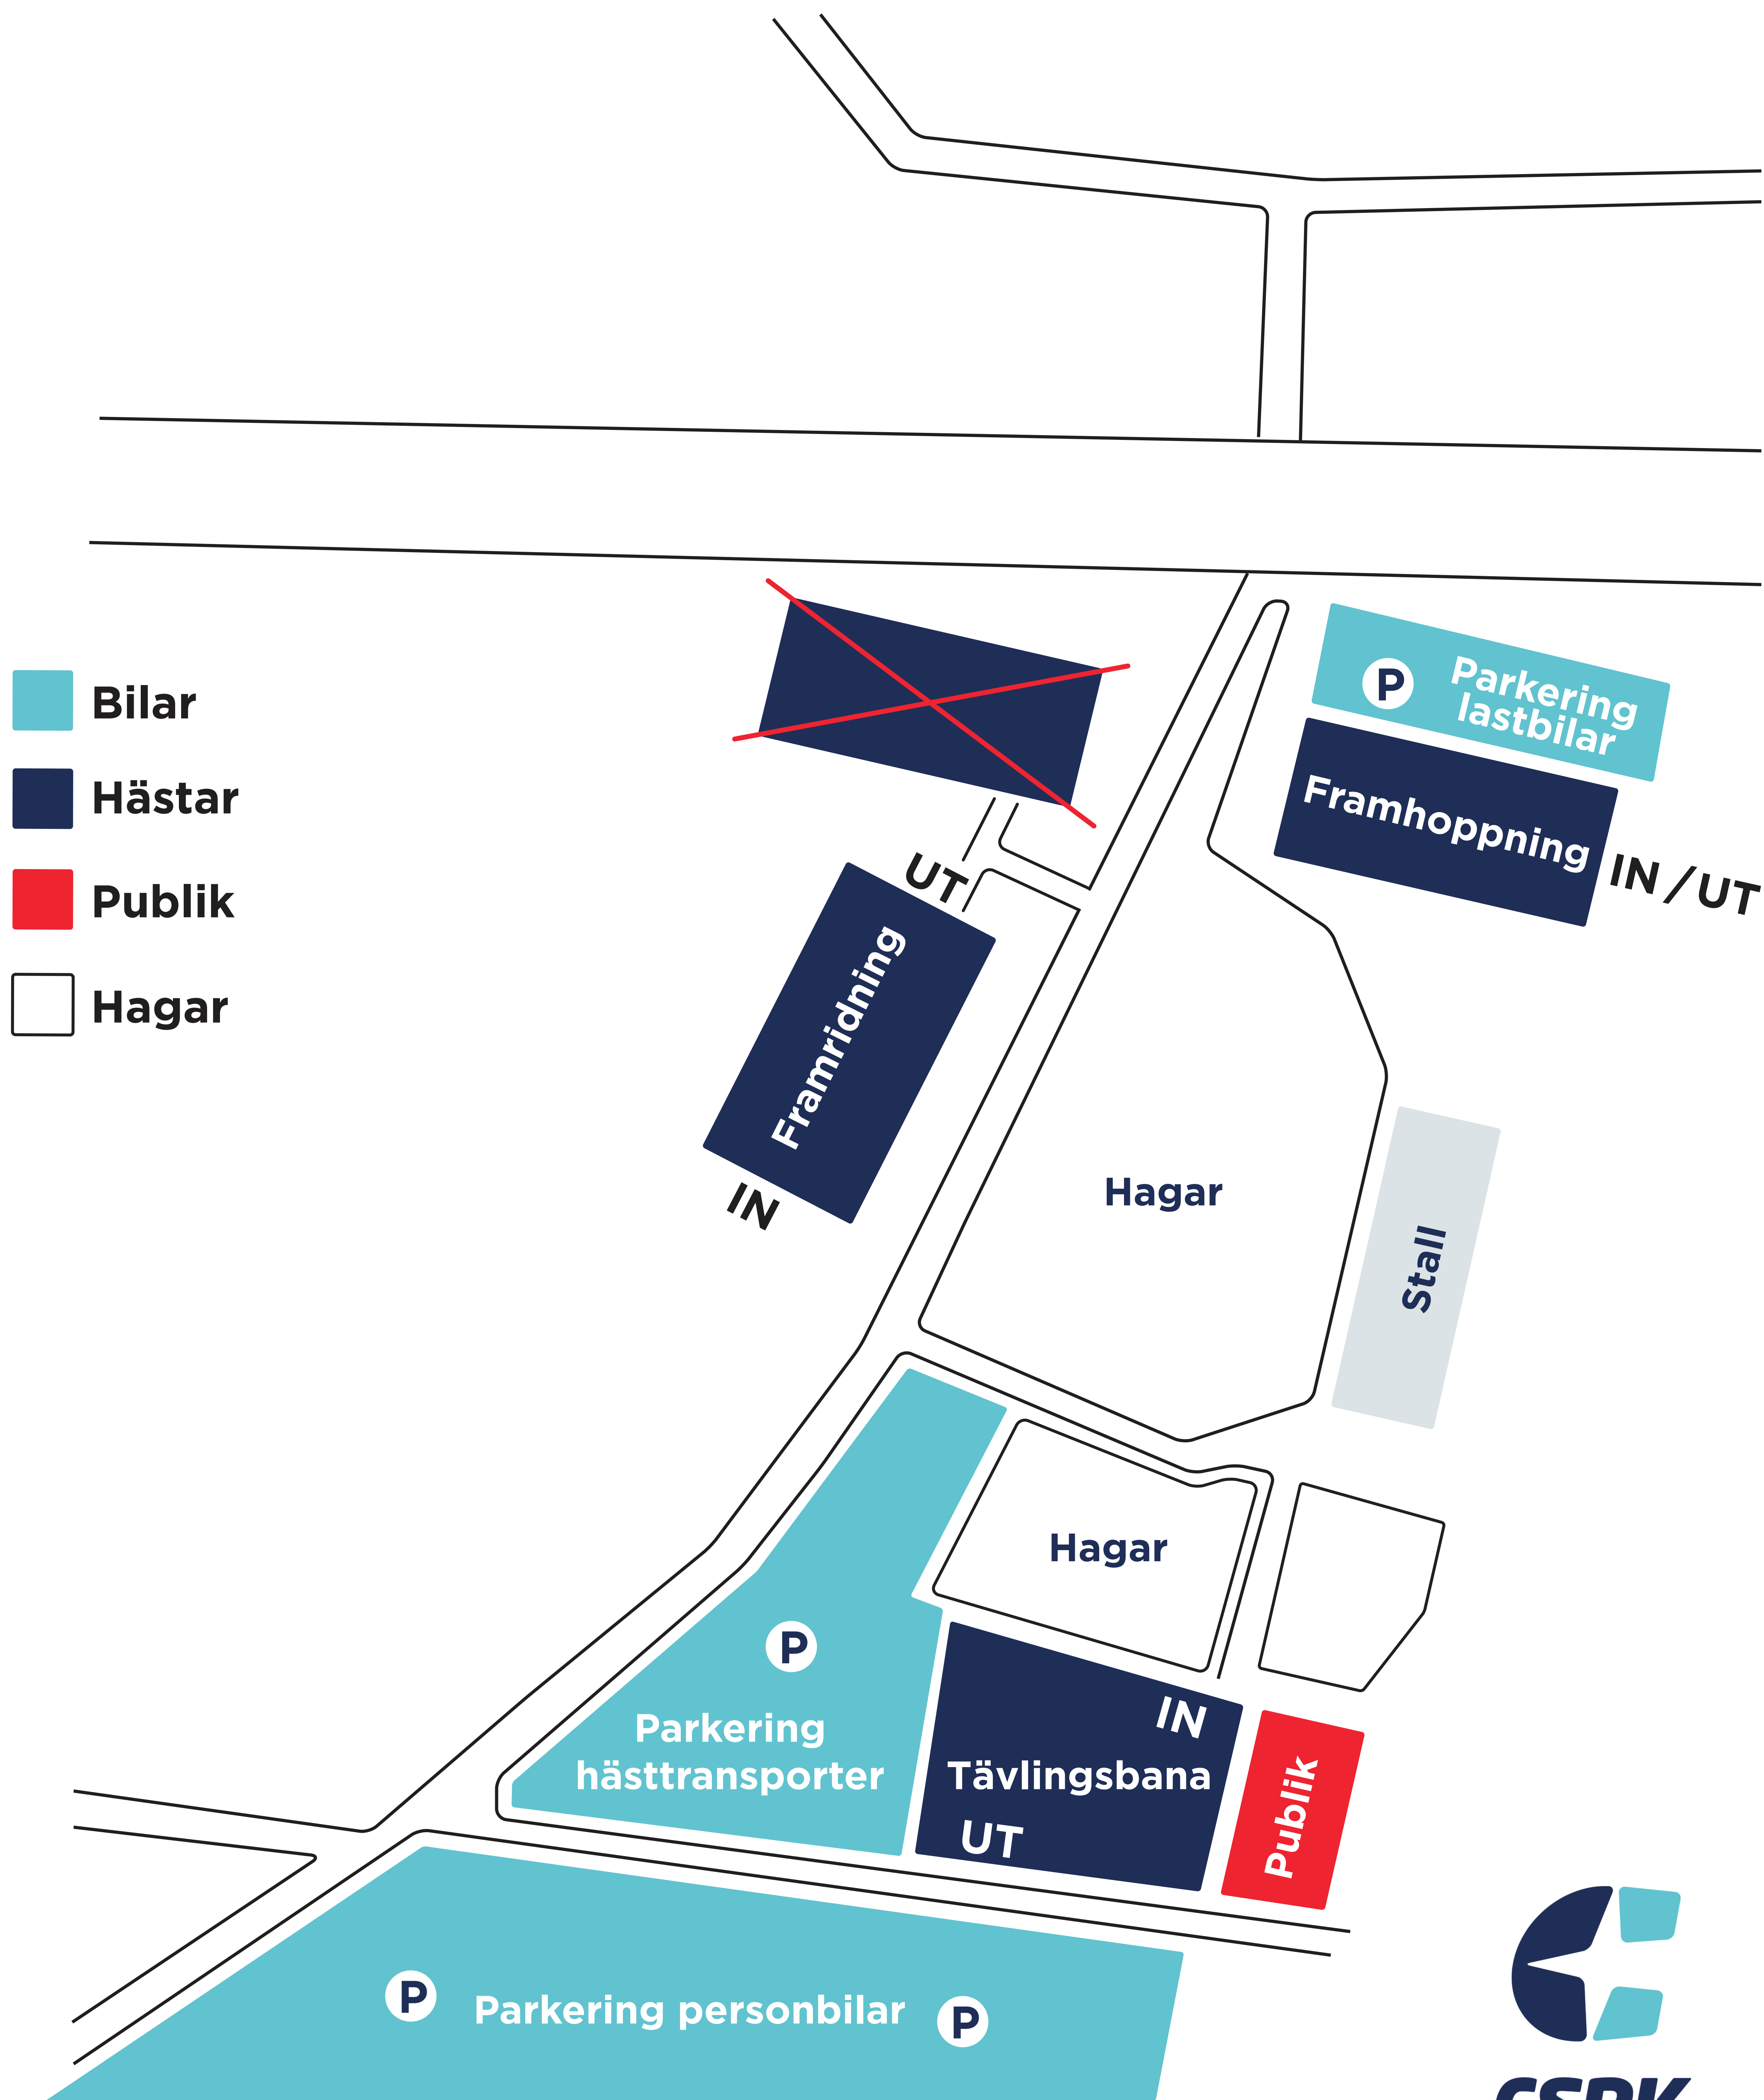 Bilar
Hästar
Publik
Hagar
P
Parkering
lastbilar
Framhoppning
IN / UT
UT
Framridning
IN
Hagar
Stall
Hagar
P
Parkering
hästtransporter
IN
Tävlingsbana
UT
Publik
P
Parkering personbilar
P